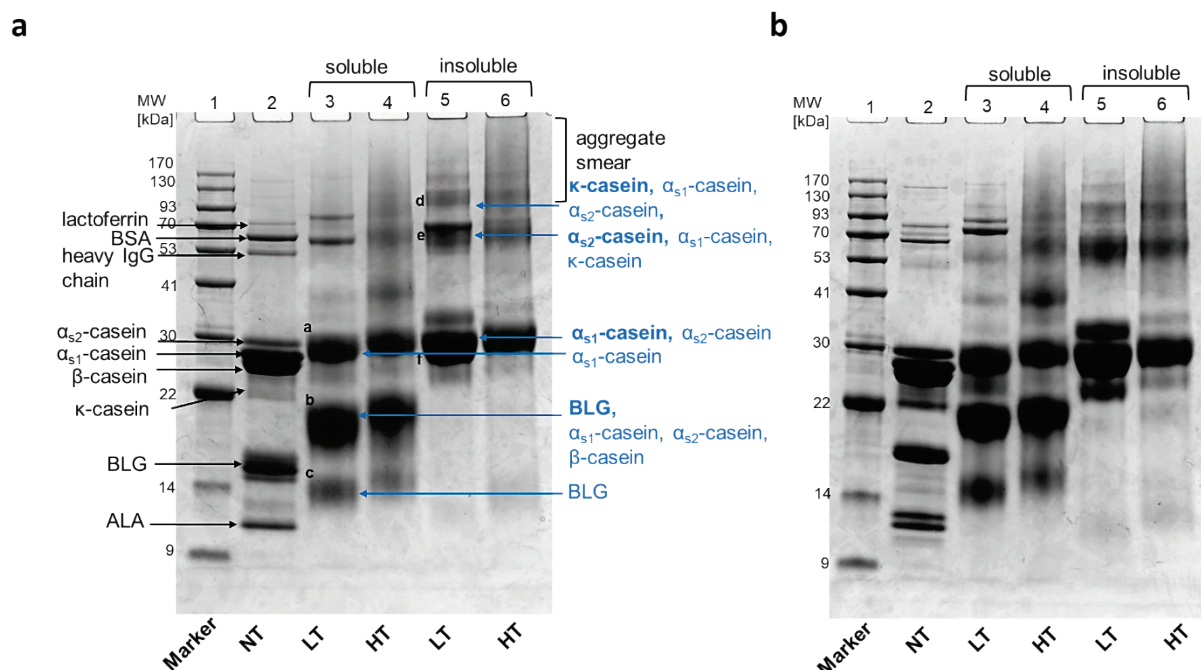 a
soluble
insoluble
MW
[kDa]
1
2
3
4
5
6
170
130
93
70
53
41
30
22
14
9
lactoferrin
BSA
heavy IgG
chain
αs2-casein
αs1-casein
β-casein
κ-casein
BLG
ALA
a
b
c
d
e
f
aggregate
smear
κ-casein, αs1-casein,
αs2-casein,
αs2-casein, αs1-casein,
κ-casein
αs1-casein, αs2-casein
αs1-casein
BLG,
αs1-casein, αs2-casein,
β-casein
BLG
Marker
NT
LT
HT
LT
HT
b
soluble
insoluble
MW
[kDa]
1
2
3
4
5
6
170
130
93
70
53
41
30
22
14
9
Marker
NT
LT
HT
LT
HT